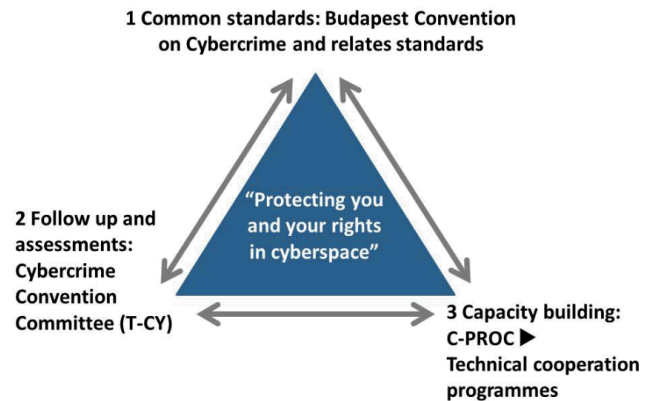 1 Common standards: Budapest Convention
on Cybercrime and relates standards
“Protecting you
and your rights
in cyberspace”
2 Follow up and
assessments:
Cybercrime
Convention
Committee (T-CY)
3 Capacity building:
C-PROC ▶
Technical cooperation
programmes